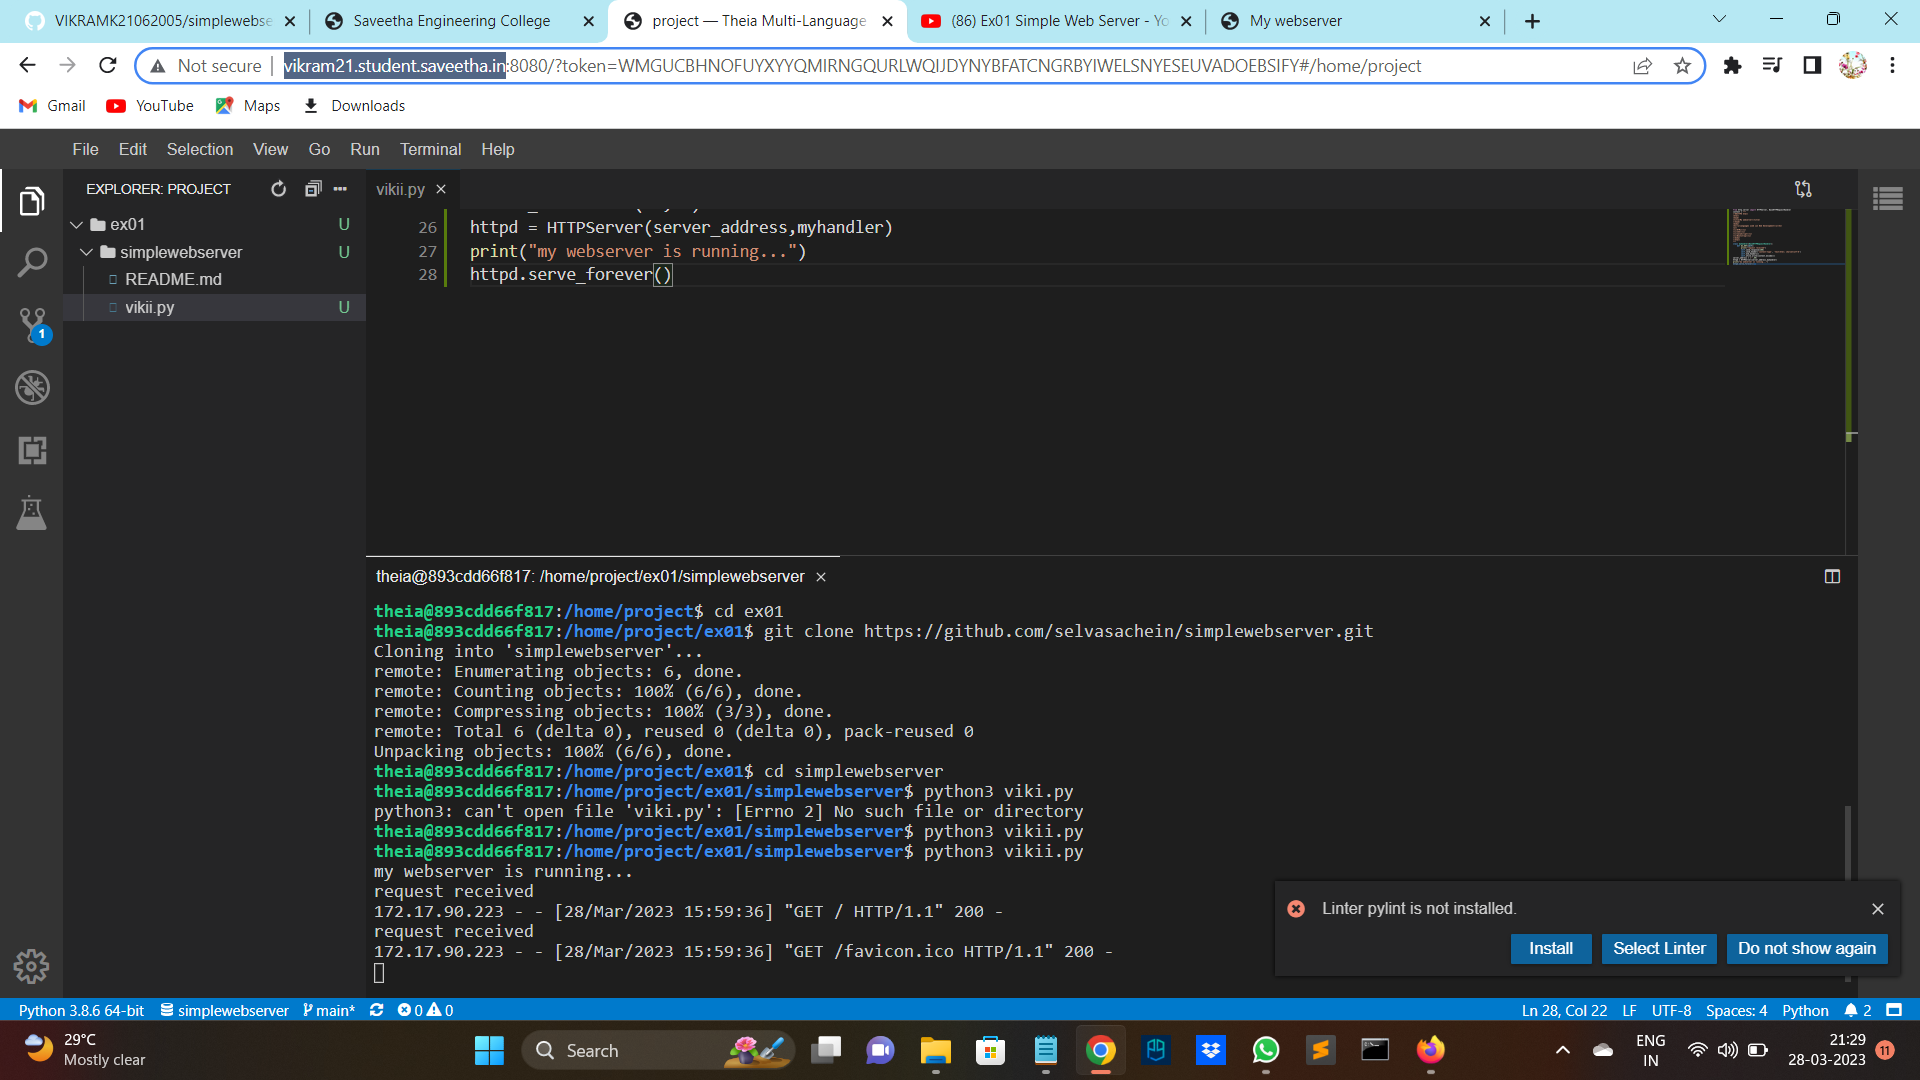 VIKRAMK21062005/simplewebse
Saveetha Engineering College
project — Theia Multi-Language
(86) Ex01 Simple Web Server - Yo
My webserver
Not secure
vikram21.student.saveetha.in:8080/?token=WMGUCBHNOFUYXYYQMIRNGQURLWQIJDYNYBFATCNGRBYIWELSNYESEUVADOEBSIFY#/home/project
Gmail
YouTube
Maps
Downloads
File Edit Selection View Go Run Terminal Help
EXPLORER: PROJECT
vikii.py
ex01 U
simplewebserver U
README.md
vikii.py U
1
26 httpd = HTTPServer(server_address,myhandler)
27 print("my webserver is running...")
28 httpd.serve_forever()
theia@893cdd66f817: /home/project/ex01/simplewebserver
theia@893cdd66f817:/home/project$ cd ex01
theia@893cdd66f817:/home/project/ex01$ git clone https://github.com/selvasachein/simplewebserver.git
Cloning into 'simplewebserver'...
remote: Enumerating objects: 6, done.
remote: Counting objects: 100% (6/6), done.
remote: Compressing objects: 100% (3/3), done.
remote: Total 6 (delta 0), reused 0 (delta 0), pack-reused 0
Unpacking objects: 100% (6/6), done.
theia@893cdd66f817:/home/project/ex01$ cd simplewebserver
theia@893cdd66f817:/home/project/ex01/simplewebserver$ python3 viki.py
python3: can't open file 'viki.py': [Errno 2] No such file or directory
theia@893cdd66f817:/home/project/ex01/simplewebserver$ python3 vikii.py
theia@893cdd66f817:/home/project/ex01/simplewebserver$ python3 vikii.py
my webserver is running...
request received
172.17.90.223 - - [28/Mar/2023 15:59:36] "GET / HTTP/1.1" 200 -
request received
172.17.90.223 - - [28/Mar/2023 15:59:36] "GET /favicon.ico HTTP/1.1" 200 -
Linter pylint is not installed.
Install
Select Linter
Do not show again
Python 3.8.6 64-bit simplewebserver main* 0 0
Ln 28, Col 22 LF UTF-8 Spaces: 4 Python 2
29°C
Mostly clear
Search
ENG
IN
21:29
28-03-2023
11